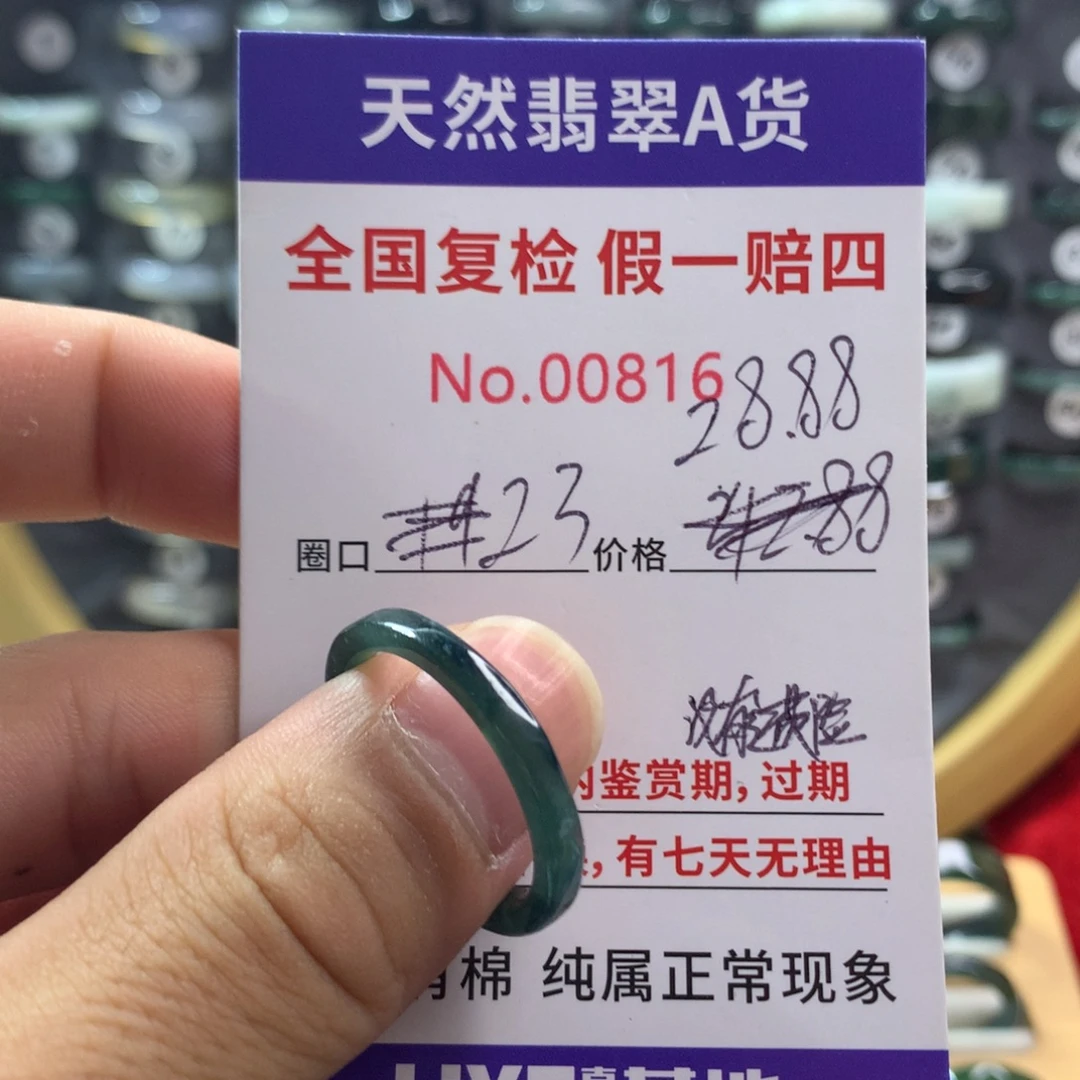 天然翡翠A货
全国复检 假一赔四
No.00816
28.88
圈口 23 价格
鉴赏期，过期
，有七天无理由
棉 纯属正常现象